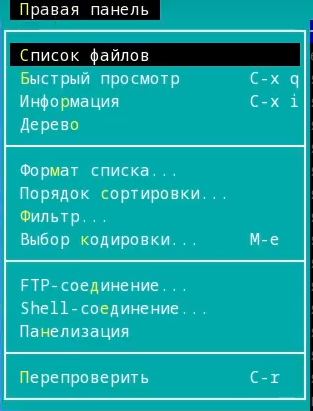 Правая панель
Список файлов
Быстрый просмотр C-x q
Информация C-x i
Дерево
Формат списка...
Порядок сортировки...
Фильтр...
Выбор кодировки... M-e
FTP-соединение...
Shell-соединение...
Панелизация
Перепроверить C-r